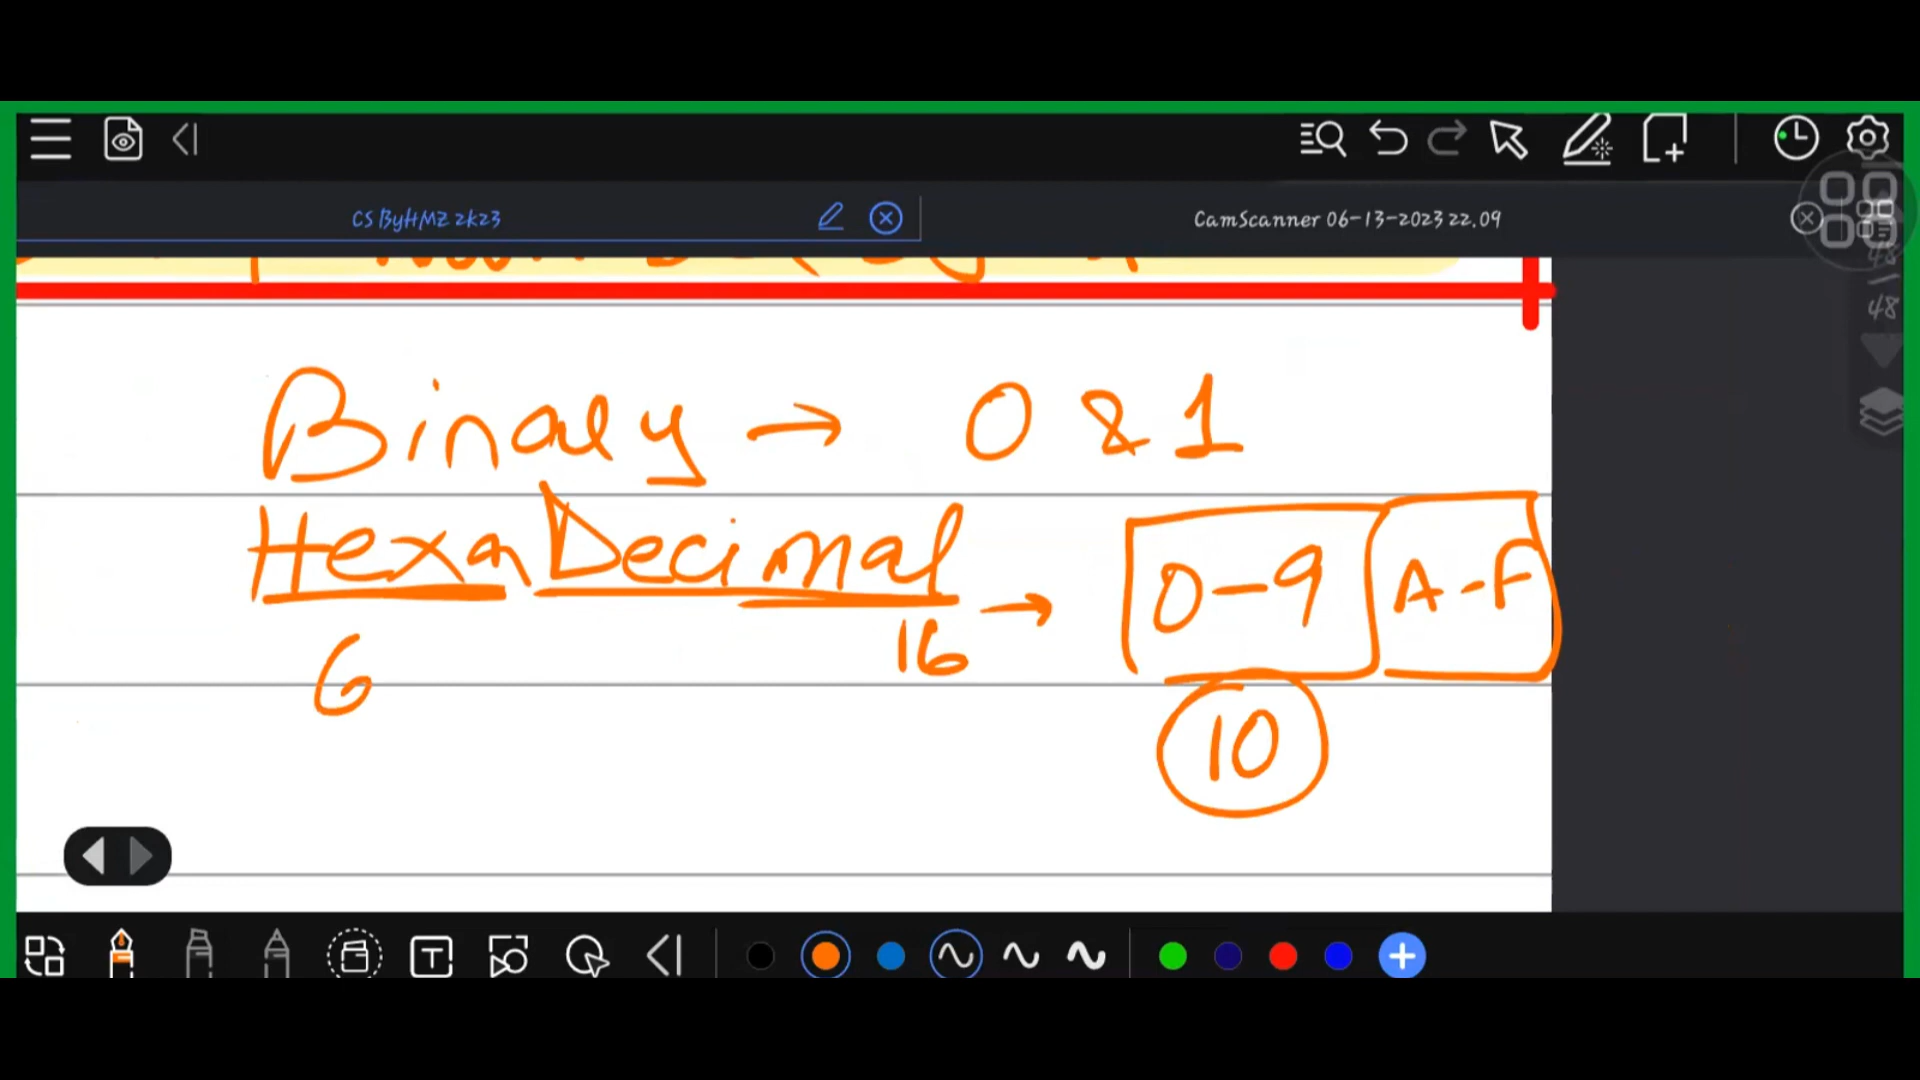 CS ByHMZ 2k23
CamScanner 06-13-2023 22.09
48
48
Binary → 0 & 1
HexaDecimal → 0-9 A-F
6 16
10